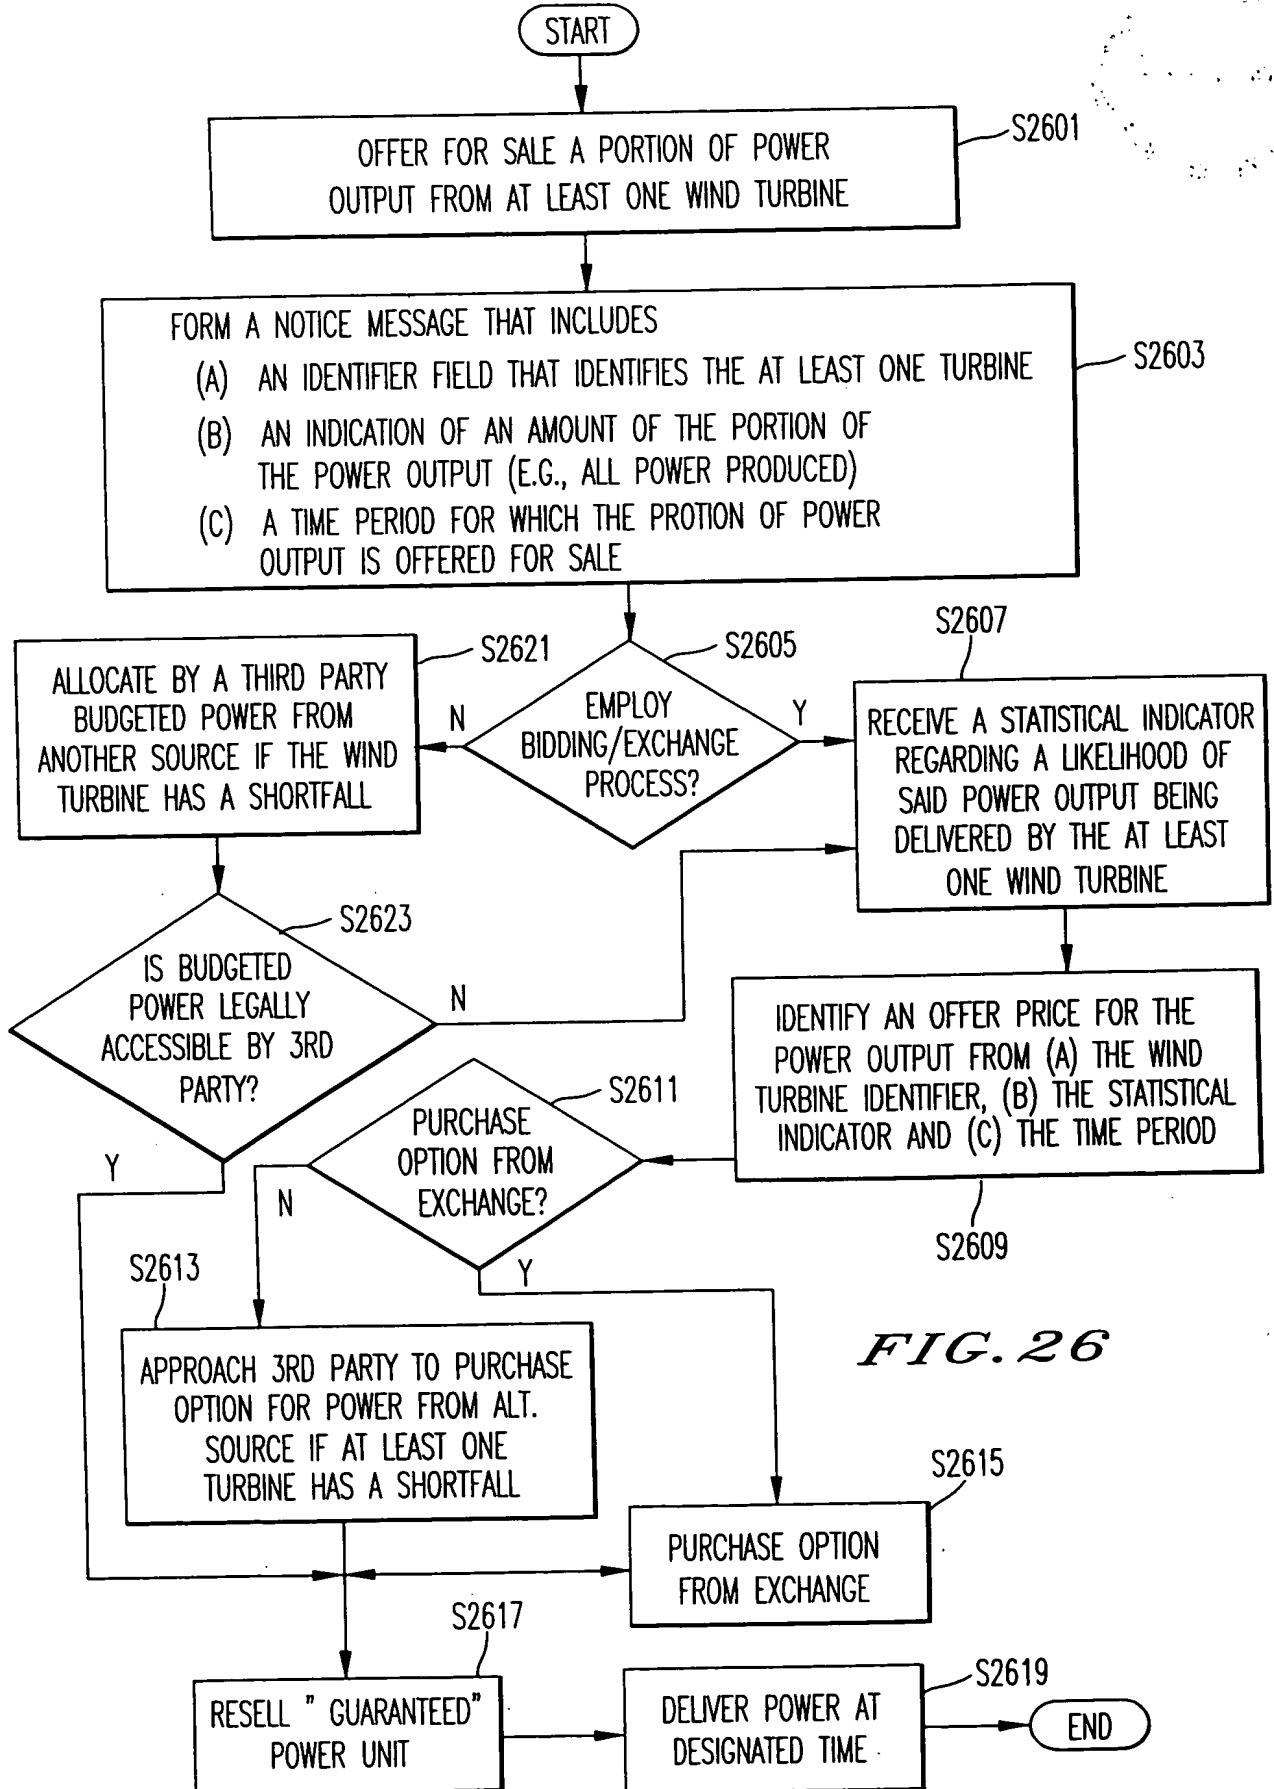 START
OFFER FOR SALE A PORTION OF POWER
OUTPUT FROM AT LEAST ONE WIND TURBINE
S2601
FORM A NOTICE MESSAGE THAT INCLUDES
(A) AN IDENTIFIER FIELD THAT IDENTIFIES THE AT LEAST ONE TURBINE
(B) AN INDICATION OF AN AMOUNT OF THE PORTION OF
THE POWER OUTPUT (E.G., ALL POWER PRODUCED)
(C) A TIME PERIOD FOR WHICH THE PROTION OF POWER
OUTPUT IS OFFERED FOR SALE
S2603
S2605
EMPLOY
BIDDING/EXCHANGE
PROCESS?
N
Y
S2621
ALLOCATE BY A THIRD PARTY
BUDGETED POWER FROM
ANOTHER SOURCE IF THE WIND
TURBINE HAS A SHORTFALL
S2607
RECEIVE A STATISTICAL INDICATOR
REGARDING A LIKELIHOOD OF
SAID POWER OUTPUT BEING
DELIVERED BY THE AT LEAST
ONE WIND TURBINE
S2623
IS BUDGETED
POWER LEGALLY
ACCESSIBLE BY 3RD
PARTY?
N
Y
IDENTIFY AN OFFER PRICE FOR THE
POWER OUTPUT FROM (A) THE WIND
TURBINE IDENTIFIER, (B) THE STATISTICAL
INDICATOR AND (C) THE TIME PERIOD
S2609
S2611
PURCHASE
OPTION FROM
EXCHANGE?
N
Y
S2613
APPROACH 3RD PARTY TO PURCHASE
OPTION FOR POWER FROM ALT.
SOURCE IF AT LEAST ONE
TURBINE HAS A SHORTFALL
FIG. 26
S2615
PURCHASE OPTION
FROM EXCHANGE
S2617
RESELL " GUARANTEED"
POWER UNIT
S2619
DELIVER POWER AT
DESIGNATED TIME
END